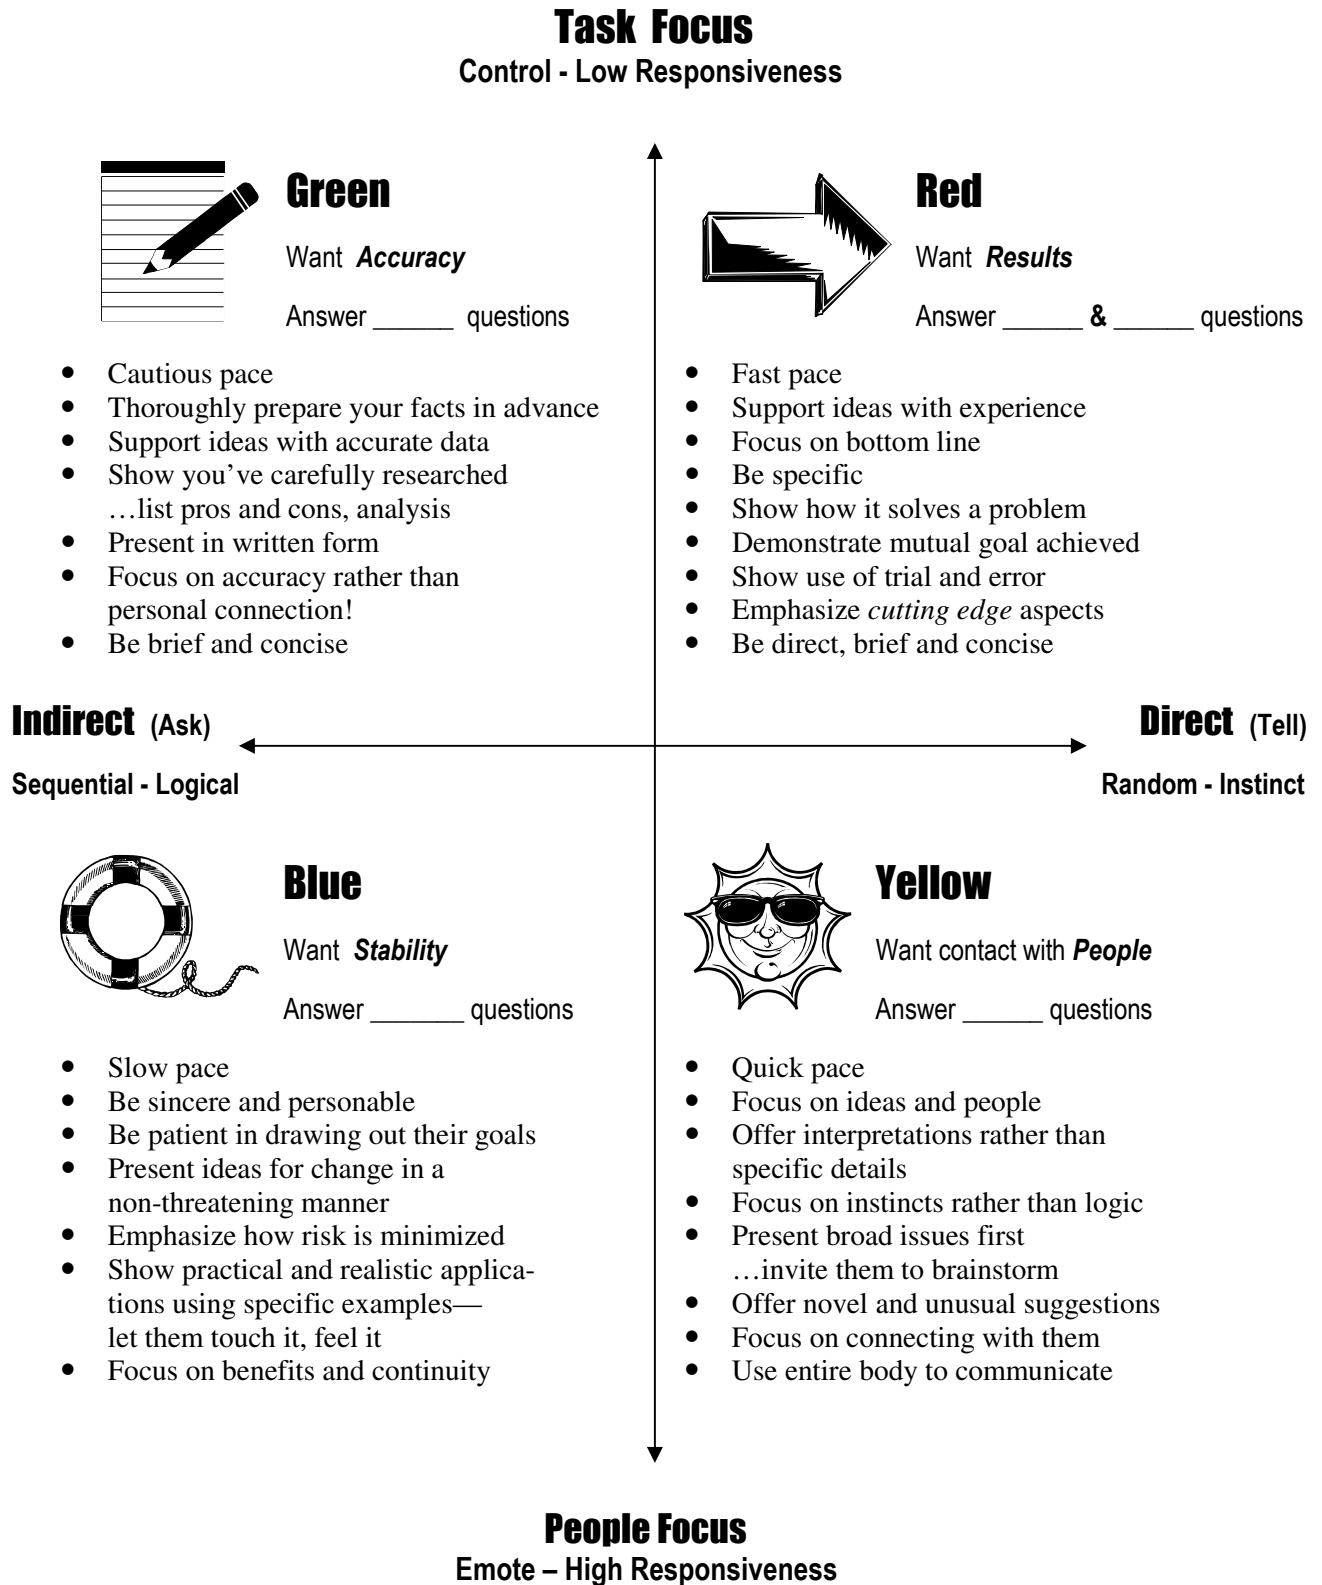 Task Focus
Control - Low Responsiveness
Green
Want Accuracy
Answer ______ questions
• Cautious pace
• Thoroughly prepare your facts in advance
• Support ideas with accurate data
• Show you’ve carefully researched
…list pros and cons, analysis
• Present in written form
• Focus on accuracy rather than
personal connection!
• Be brief and concise
Red
Want Results
Answer ______ & ______ questions
• Fast pace
• Support ideas with experience
• Focus on bottom line
• Be specific
• Show how it solves a problem
• Demonstrate mutual goal achieved
• Show use of trial and error
• Emphasize cutting edge aspects
• Be direct, brief and concise
Indirect (Ask)
Sequential - Logical
Direct (Tell)
Random - Instinct
Blue
Want Stability
Answer _______ questions
• Slow pace
• Be sincere and personable
• Be patient in drawing out their goals
• Present ideas for change in a
non-threatening manner
• Emphasize how risk is minimized
• Show practical and realistic applica-
tions using specific examples—
let them touch it, feel it
• Focus on benefits and continuity
Yellow
Want contact with People
Answer ______ questions
• Quick pace
• Focus on ideas and people
• Offer interpretations rather than
specific details
• Focus on instincts rather than logic
• Present broad issues first
…invite them to brainstorm
• Offer novel and unusual suggestions
• Focus on connecting with them
• Use entire body to communicate
People Focus
Emote – High Responsiveness